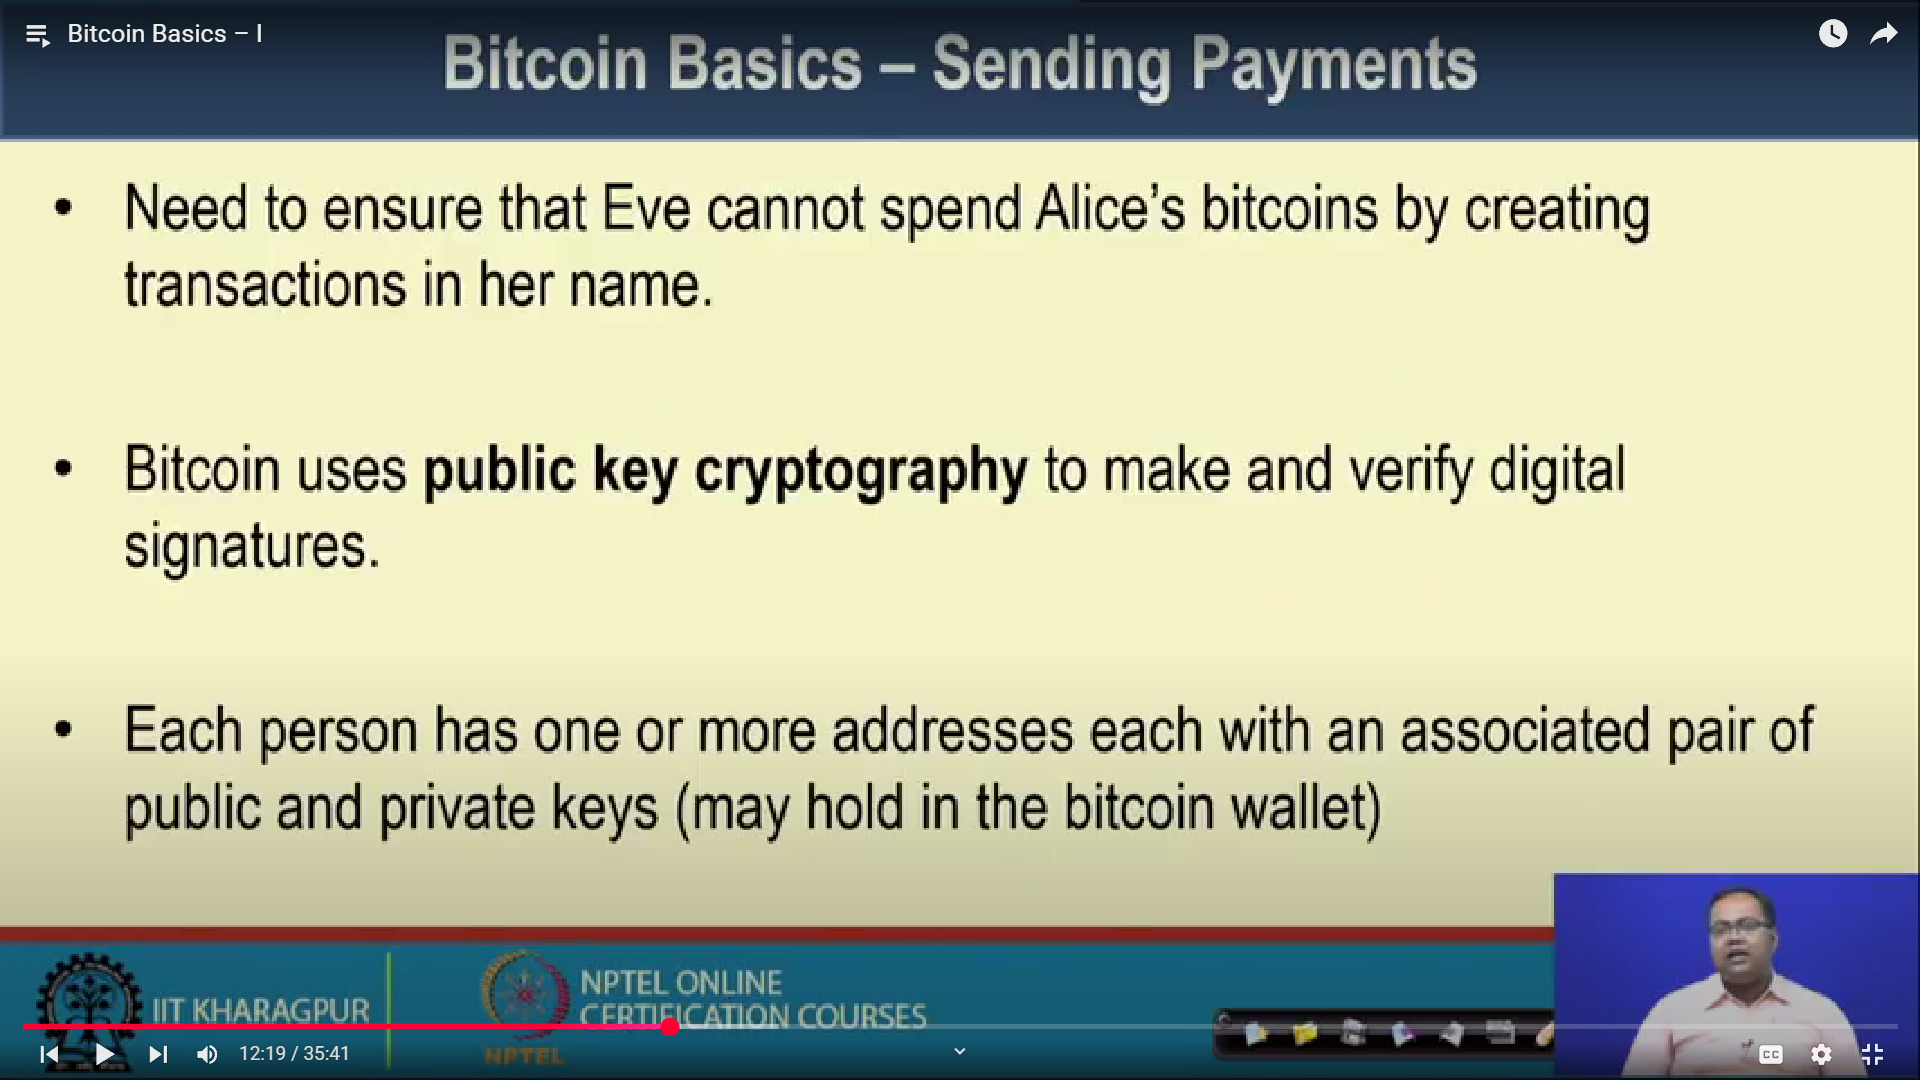 Bitcoin Basics – I
Bitcoin Basics – Sending Payments
• Need to ensure that Eve cannot spend Alice's bitcoins by creating
transactions in her name.
• Bitcoin uses public key cryptography to make and verify digital
signatures.
• Each person has one or more addresses each with an associated pair of
public and private keys (may hold in the bitcoin wallet)
IIT KHARAGPUR
NPTEL ONLINE
CERTIFICATION COURSES
NPTEL
12:19 / 35:41
CC